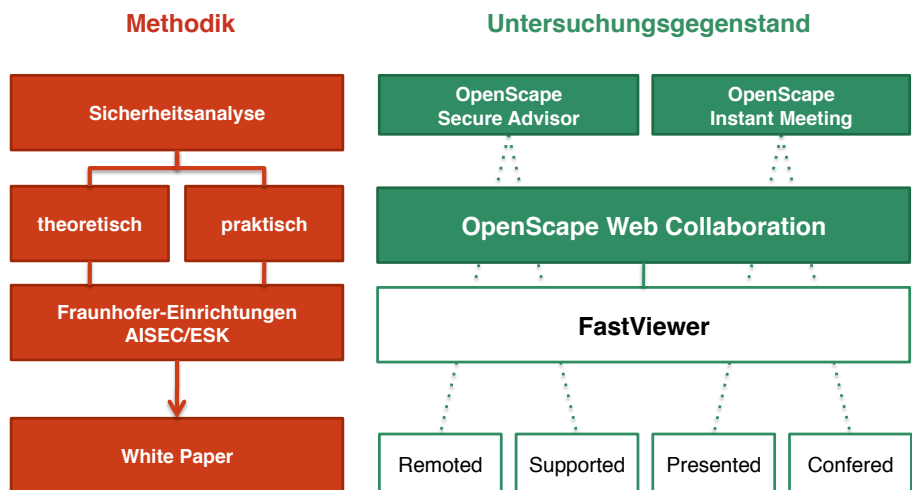 Methodik
Untersuchungsgegenstand
Sicherheitsanalyse
theoretisch
praktisch
Fraunhofer-Einrichtungen
AISEC/ESK
White Paper
OpenScape
Secure Advisor
OpenScape
Instant Meeting
OpenScape Web Collaboration
FastViewer
Remoted
Supported
Presented
Confered